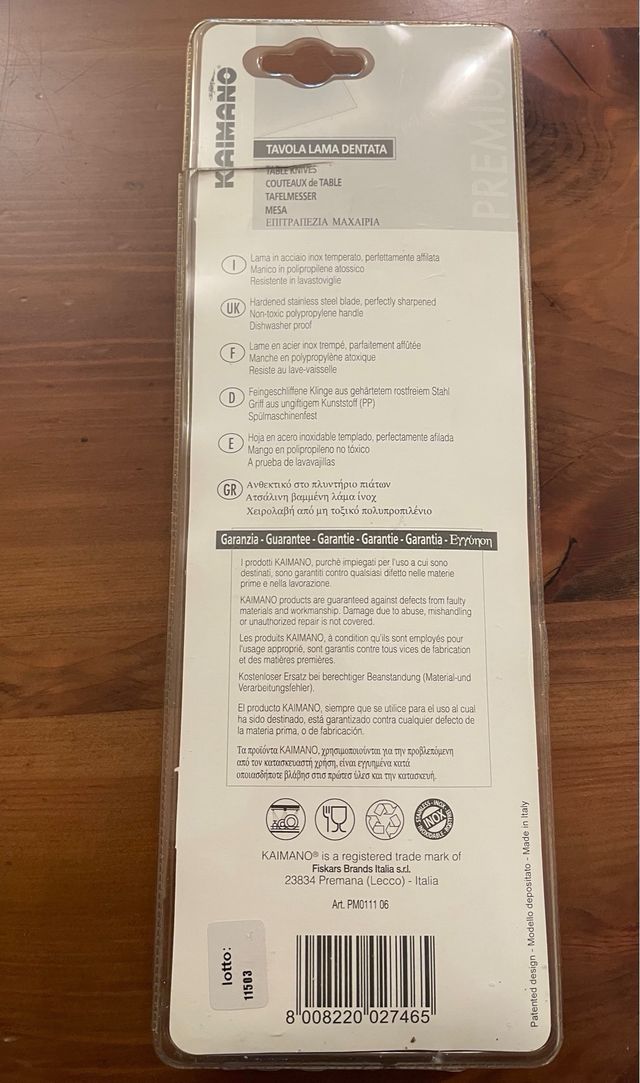 KAIMANO®
PREMIUM
TAVOLA LAMA DENTATA
TABLE KNIVES
COUTEAUX de TABLE
TAFELMESSER
MESA
ΕΠΙΤΡΑΠΕΖΙΑ ΜΑΧΑΙΡΙΑ
I
Lama in acciaio inox temperato, perfettamente affilata
Manico in polipropilene atossico
Resistente in lavastoviglie
UK
Hardened stainless steel blade, perfectly sharpened
Non-toxic polypropylene handle
Dishwasher proof
F
Lame en acier inox trempé, parfaitement affûtée
Manche en polypropylène atoxique
Resiste au lave-vaisselle
D
Feingeschliffene Klinge aus gehärtetem rostfreiem Stahl
Griff aus ungiftigem Kunststoff (PP)
Spülmaschinenfest
E
Hoja en acero inoxidable templado, perfectamente afilada
Mango en polipropileno no tóxico
A prueba de lavavajillas
GR
Ανθεκτικό στο πλυντήριο πιάτων
Ατσάλινη βαμμένη λάμα ίνοχ
Χειρολαβή από μη τοξικό πολυπροπιλένιο
Garanzia - Guarantee - Garantie - Garantie - Garantia - Εγγύηση
I prodotti KAIMANO, purchè impiegati per l'uso a cui sono
destinati, sono garantiti contro qualsiasi difetto nelle materie
prime e nella lavorazione.
KAIMANO products are guaranteed against defects from faulty
materials and workmanship. Damage due to abuse, mishandling
or unauthorized repair is not covered.
Les produits KAIMANO, à condition qu'ils sont employés pour
l'usage approprié, sont garantis contre tous vices de fabrication
et des matières premières.
Kostenloser Ersatz bei berechtiger Beanstandung (Material-und
Verarbeitungsfehler).
El producto KAIMANO, siempre que se utilice para el uso al cual
ha sido destinado, está garantizado contra cualquier defecto de
la materia prima, o de fabricación.
Τα προϊόντα KAIMANO, χρησιμοποιούνται για την προβλεπόμενη
από τον κατασκευαστή χρήση, είναι εγγυημένα κατά
οποιασδήποτε βλάβησ στισ πρώτεσ ύλεσ και την κατασκευή.
STAINLESS - INOX
INOX
KAIMANO® is a registered trade mark of
Fiskars Brands Italia s.r.l.
23834 Premana (Lecco) - Italia
Art. PM0111 06
lotto:
11503
8 008220 027465
Patented design - Modello depositato - Made in Italy